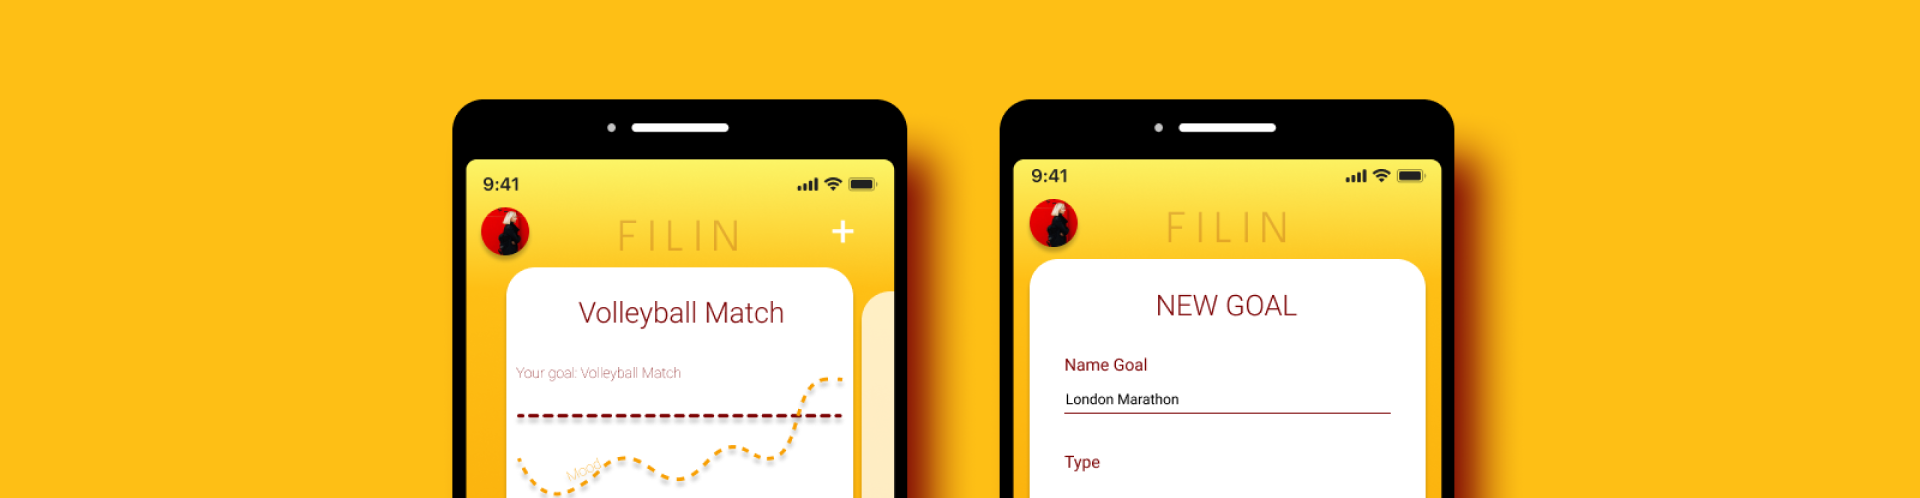 9:41
FILIN
+
Volleyball Match
Your goal: Volleyball Match
Mood
9:41
FILIN
NEW GOAL
Name Goal
London Marathon
Type